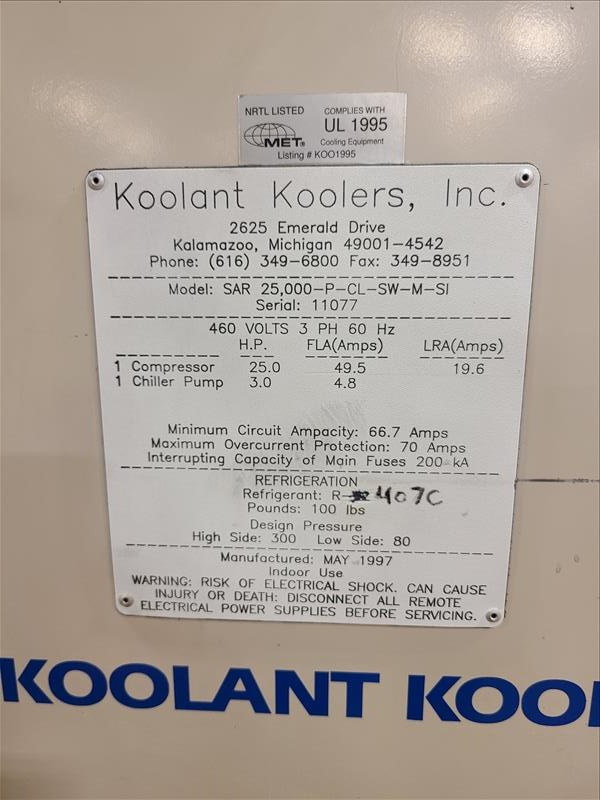 NRTL LISTED
COMPLIES WITH
MET®
UL 1995
Cooling Equipment
Listing # KOO1995
Koolant Koolers, Inc.
2625 Emerald Drive
Kalamazoo, Michigan 49001-4542
Phone: (616) 349-6800 Fax: 349-8951
Model: SAR 25,000-P-CL-SW-M-SI
Serial: 11077
460 VOLTS 3 PH 60 Hz
H.P. FLA(Amps) LRA(Amps)
1 Compressor 25.0 49.5 19.6
1 Chiller Pump 3.0 4.8
Minimum Circuit Ampacity: 66.7 Amps
Maximum Overcurrent Protection: 70 Amps
Interrupting Capacity of Main Fuses 200 kA
REFRIGERATION
Refrigerant: R-407C
Pounds: 100 lbs
Design Pressure
High Side: 300 Low Side: 80
Manufactured: MAY 1997
Indoor Use
WARNING: RISK OF ELECTRICAL SHOCK. CAN CAUSE
INJURY OR DEATH: DISCONNECT ALL REMOTE
ELECTRICAL POWER SUPPLIES BEFORE SERVICING.
KOOLANT KOO